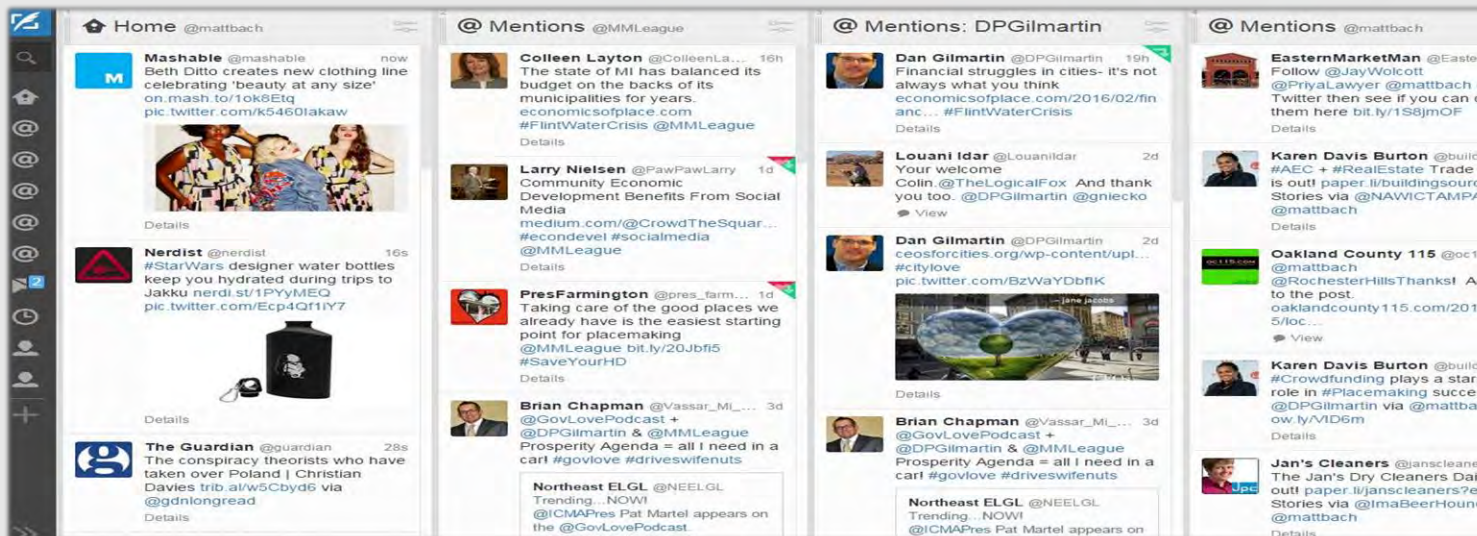 Home @mattbach
Mashable @mashable now
Beth Ditto creates new clothing line
celebrating 'beauty at any size'
on.mash.to/1ok8Etq
pic.twitter.com/k5460Iakaw
Details
Nerdist @nerdist 16s
#StarWars designer water bottles
keep you hydrated during trips to
Jakku nerdi.st/1PYyMEQ
pic.twitter.com/Ecp4Qf1iY7
Details
The Guardian @guardian 28s
The conspiracy theorists who have
taken over Poland | Christian
Davies trib.al/w5Cbyd6 via
@gdnlongread
Details
@ Mentions @MMLeague
Colleen Layton @ColleenLa... 16h
The state of MI has balanced its
budget on the backs of its
municipalities for years.
economicsofplace.com
#FlintWaterCrisis @MMLeague
Details
Larry Nielsen @PawPawLarry 1d
Community Economic
Development Benefits From Social
Media
medium.com/@CrowdTheSquar...
#econdevel #socialmedia
@MMLeague
Details
PresFarmington @pres_farm... 1d
Taking care of the good places we
already have is the easiest starting
point for placemaking
@MMLeague bit.ly/20Jbfi5
#SaveYourHD
Details
Brian Chapman @Vassar_Mi_... 3d
@GovLovePodcast +
@DPGilmartin & @MMLeague
Prosperity Agenda = all I need in a
car! #govlove #driveswifenuts
Northeast ELGL @NEELGL
Trending...NOW!
@ICMAPres Pat Martel appears on
the @GovLovePodcast.
@ Mentions: DPGilmartin
Dan Gilmartin @DPGilmartin 19h
Financial struggles in cities- it's not
always what you think
economicsofplace.com/2016/02/fin
anc... #FlintWaterCrisis
Details
Louani Idar @LouaniIdar 2d
Your welcome
Colin.@TheLogicalFox And thank
you too. @DPGilmartin @gniecko
View
Dan Gilmartin @DPGilmartin 2d
ceosforcities.org/wp-content/upl...
#citylove
pic.twitter.com/BzWaYDbfIK
jane jacobs
Details
Brian Chapman @Vassar_Mi_... 3d
@GovLovePodcast +
@DPGilmartin & @MMLeague
Prosperity Agenda = all I need in a
car! #govlove #driveswifenuts
Northeast ELGL @NEELGL
Trending...NOW!
@ICMAPres Pat Martel appears on
@ Mentions @mattbach
EasternMarketMan @Easte
Follow @JayWolcott
@PriyaLawyer @mattbach
Twitter then see if you can
them here bit.ly/1S8jmOF
Details
Karen Davis Burton @build
#AEC + #RealEstate Trade
is out! paper.li/buildingsour
Stories via @NAWICTAMPA
@mattbach
Details
Oakland County 115 @oc1
@mattbach
@RochesterHillsThanks! A
to the post.
oaklandcounty115.com/201
5/loc...
View
Karen Davis Burton @build
#Crowdfunding plays a star
role in #Placemaking succe
@DPGilmartin via @mattba
ow.ly/VID6m
Details
Jan's Cleaners @janscleane
The Jan's Dry Cleaners Dai
out! paper.li/janscleaners?e
Stories via @ImaBeerHoun
@mattbach
Details
2
M
oc115.com
Jpc